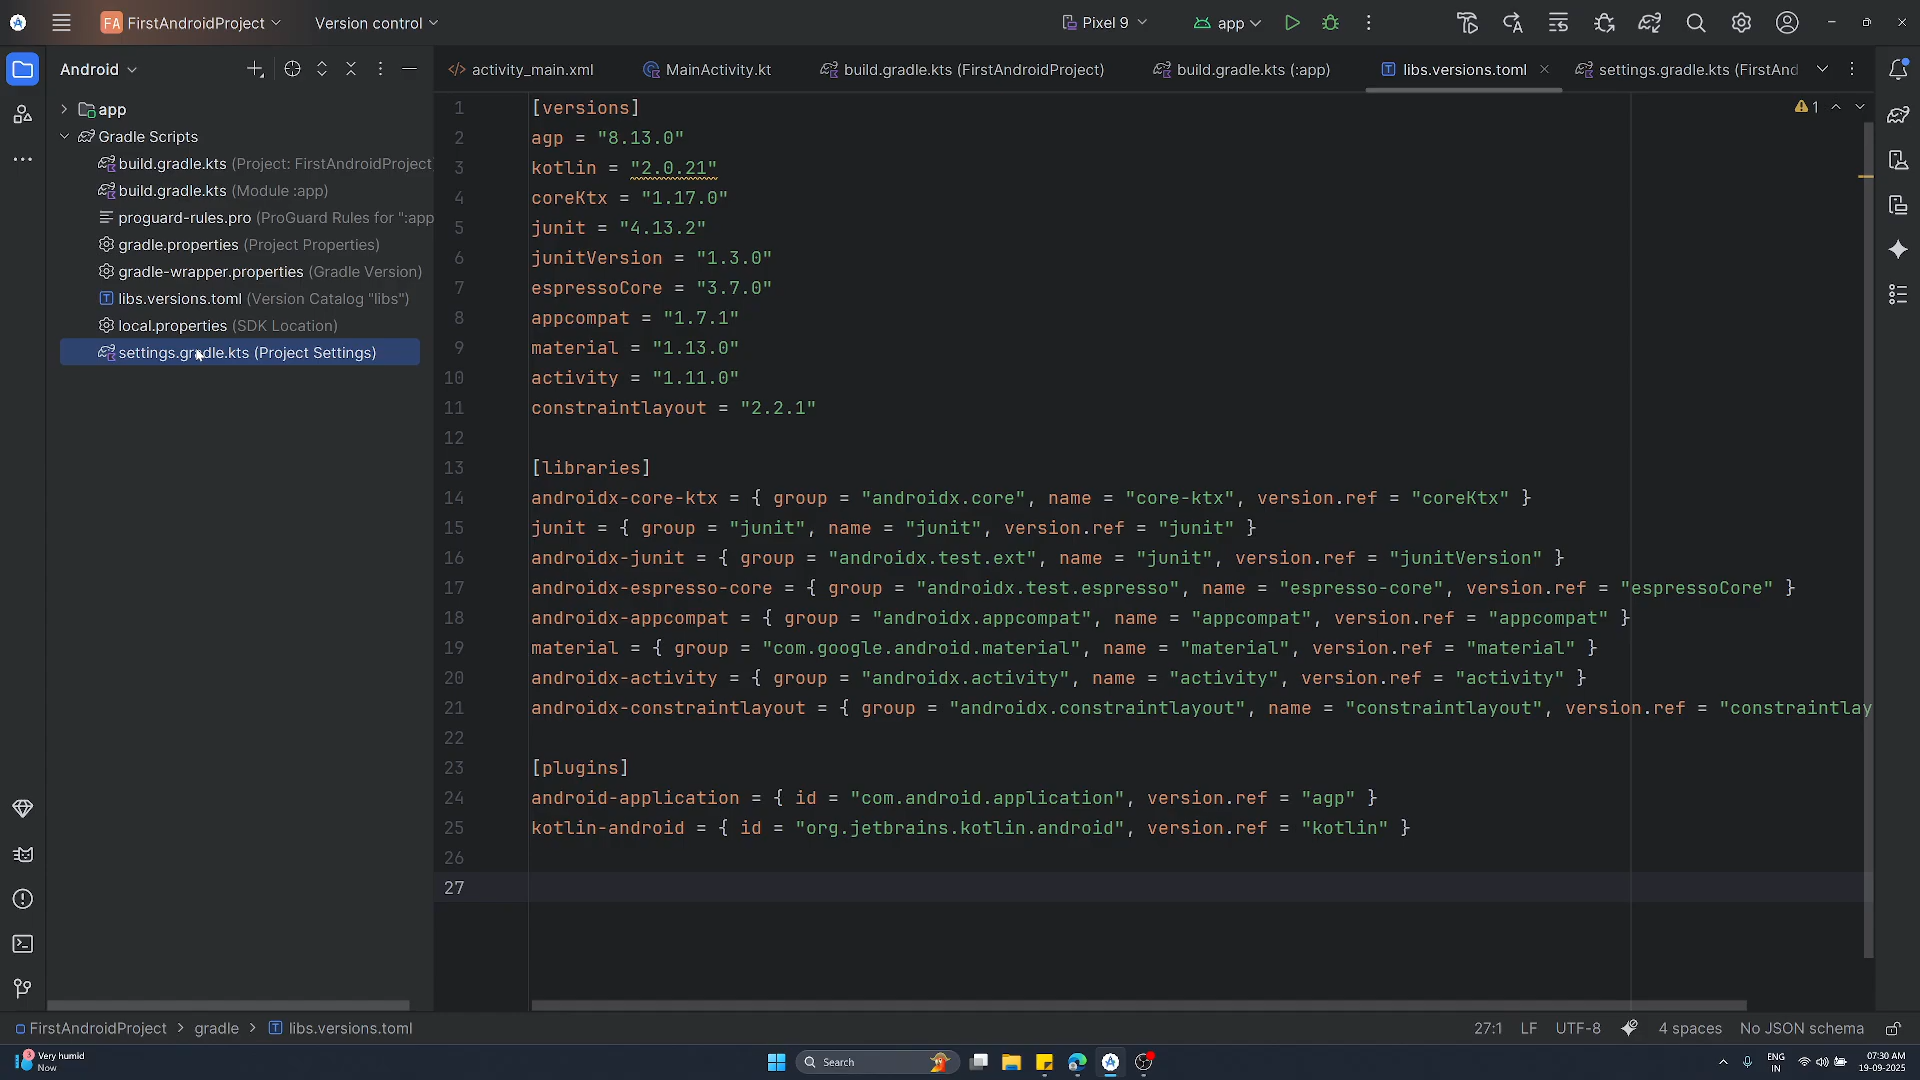 FA FirstAndroidProject Version control Pixel 9 app
Android
app
Gradle Scripts
build.gradle.kts (Project: FirstAndroidProject
build.gradle.kts (Module :app)
proguard-rules.pro (ProGuard Rules for ":app
gradle.properties (Project Properties)
gradle-wrapper.properties (Gradle Version)
libs.versions.toml (Version Catalog "libs")
local.properties (SDK Location)
settings.gradle.kts (Project Settings)
activity_main.xml MainActivity.kt build.gradle.kts (FirstAndroidProject) build.gradle.kts (:app) libs.versions.toml settings.gradle.kts (FirstAnd
1 [versions]
2 agp = "8.13.0"
3 kotlin = "2.0.21"
4 coreKtx = "1.17.0"
5 junit = "4.13.2"
6 junitVersion = "1.3.0"
7 espressoCore = "3.7.0"
8 appcompat = "1.7.1"
9 material = "1.13.0"
10 activity = "1.11.0"
11 constraintlayout = "2.2.1"
12
13 [libraries]
14 androidx-core-ktx = { group = "androidx.core", name = "core-ktx", version.ref = "coreKtx" }
15 junit = { group = "junit", name = "junit", version.ref = "junit" }
16 androidx-junit = { group = "androidx.test.ext", name = "junit", version.ref = "junitVersion" }
17 androidx-espresso-core = { group = "androidx.test.espresso", name = "espresso-core", version.ref = "espressoCore" }
18 androidx-appcompat = { group = "androidx.appcompat", name = "appcompat", version.ref = "appcompat" }
19 material = { group = "com.google.android.material", name = "material", version.ref = "material" }
20 androidx-activity = { group = "androidx.activity", name = "activity", version.ref = "activity" }
21 androidx-constraintlayout = { group = "androidx.constraintlayout", name = "constraintlayout", version.ref = "constraintlay
22
23 [plugins]
24 android-application = { id = "com.android.application", version.ref = "agp" }
25 kotlin-android = { id = "org.jetbrains.kotlin.android", version.ref = "kotlin" }
26
27
1
FirstAndroidProject > gradle > libs.versions.toml 27:1 LF UTF-8 4 spaces No JSON schema
3 Very humid
Now
Search
ENG
IN
07:30 AM
19-09-2025